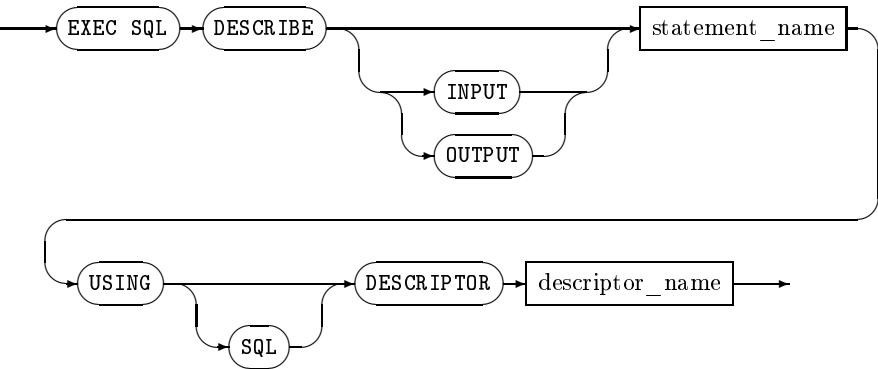 EXEC SQL DESCRIBE statement_name
INPUT
OUTPUT
USING DESCRIPTOR descriptor_name
SQL